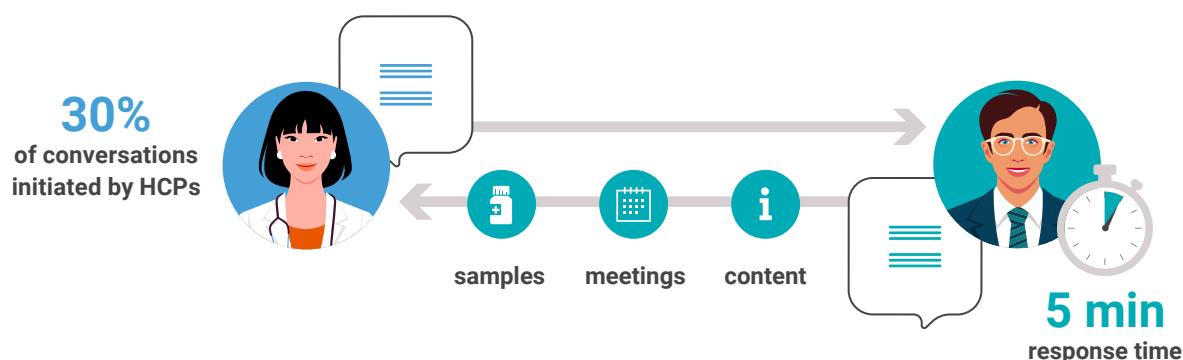 30%
of conversations
initiated by HCPs
samples
meetings
content
5 min
response time